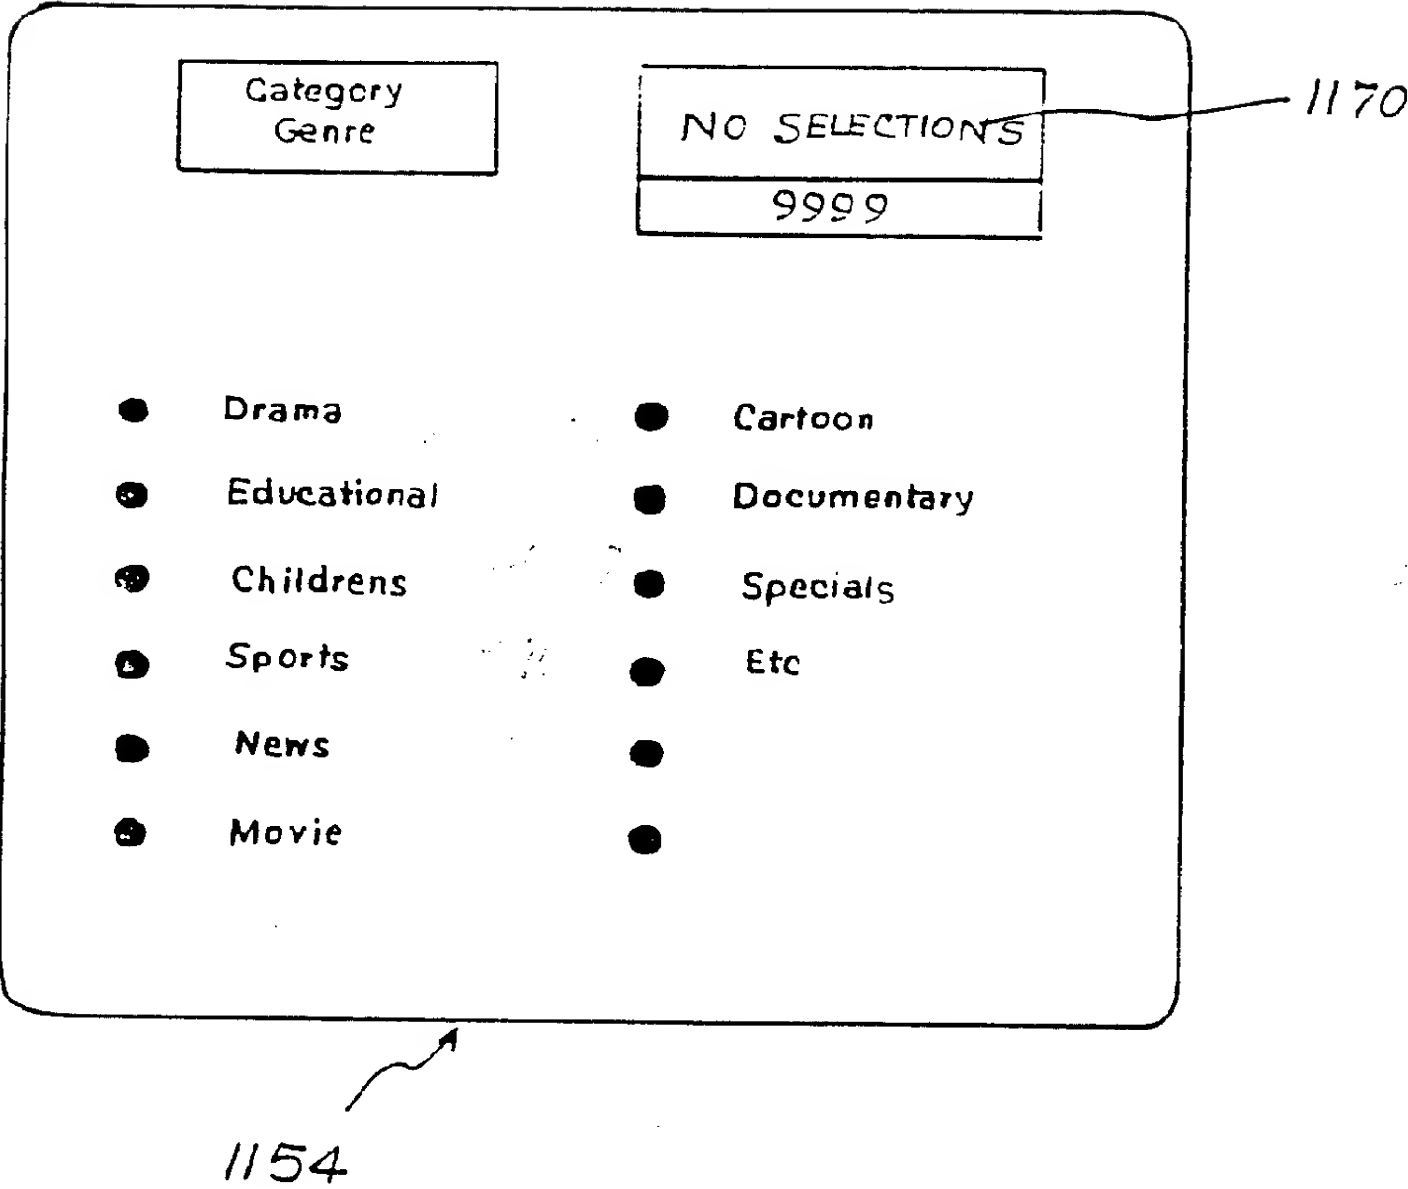 Category
Genre
NO SELECTIONS
1170
9999
Drama
Educational
Childrens
Sports
News
Movie
Cartoon
Documentary
Specials
Etc
1154